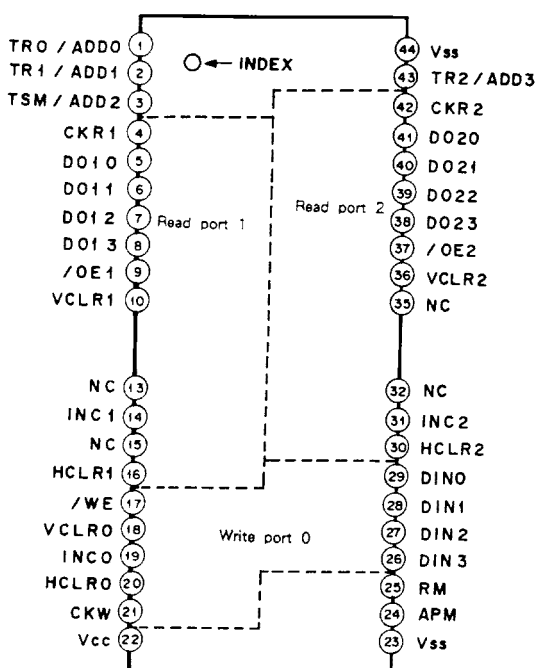 TR0/ADD0 1
TR1/ADD1 2
TSM/ADD2 3
CKR1 4
DO10 5
DO11 6
DO12 7
DO13 8
/OE1 9
VCLR1 10
NC 13
INC1 14
NC 15
HCLR1 16
/WE 17
VCLR0 18
INC0 19
HCLR0 20
CKW 21
Vcc 22
INDEX
Read port 1
Read port 2
Write port 0
44 Vss
43 TR2/ADD3
42 CKR2
41 DO20
40 DO21
39 DO22
38 DO23
37 /OE2
36 VCLR2
35 NC
32 NC
31 INC2
30 HCLR2
29 DIN0
28 DIN1
27 DIN2
26 DIN3
25 RM
24 APM
23 Vss